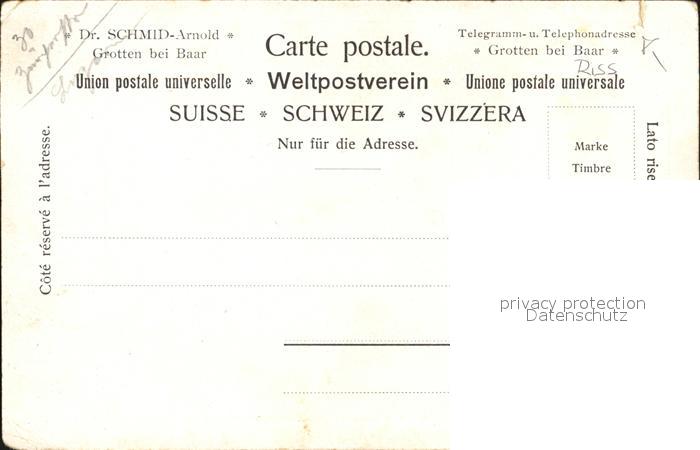 * Dr. SCHMID-Arnold *
Grotten bei Baar
Carte postale.
Telegramm- u. Telephonadresse
* Grotten bei Baar *
RISS
Union postale universelle * Weltpostverein * Unione postale universale
SUISSE * SCHWEIZ * SVIZZERA
Nur für die Adresse.
Marke
Timbre
Côté réservé à l'adresse.
Lato rise
privacy protection
Datenschutz
30